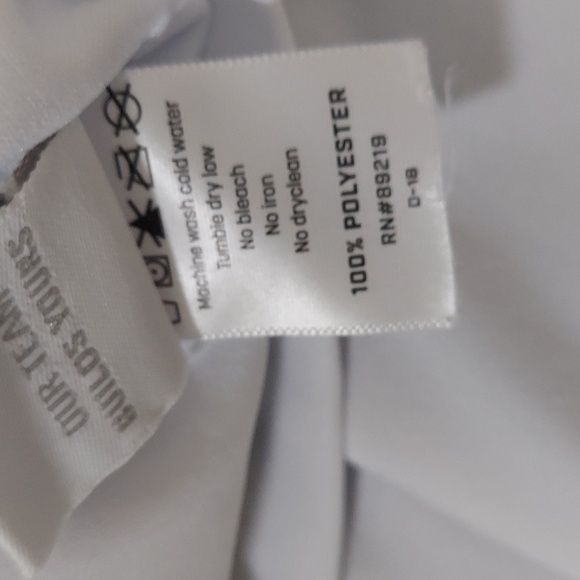 Machine wash cold water
Tumble dry low
No bleach
No iron
No dryclean
100% POLYESTER
RN#89219
D-18
OUR TEAM
BUILDS YOURS